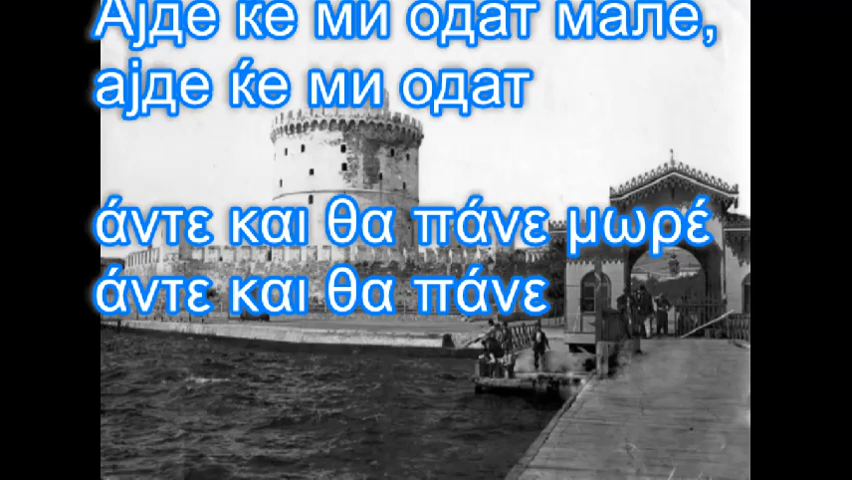 Ајде ќе ми одат мале,
ајде ќе ми одат
άντε και θα πάνε μωρέ
άντε και θα πάνε